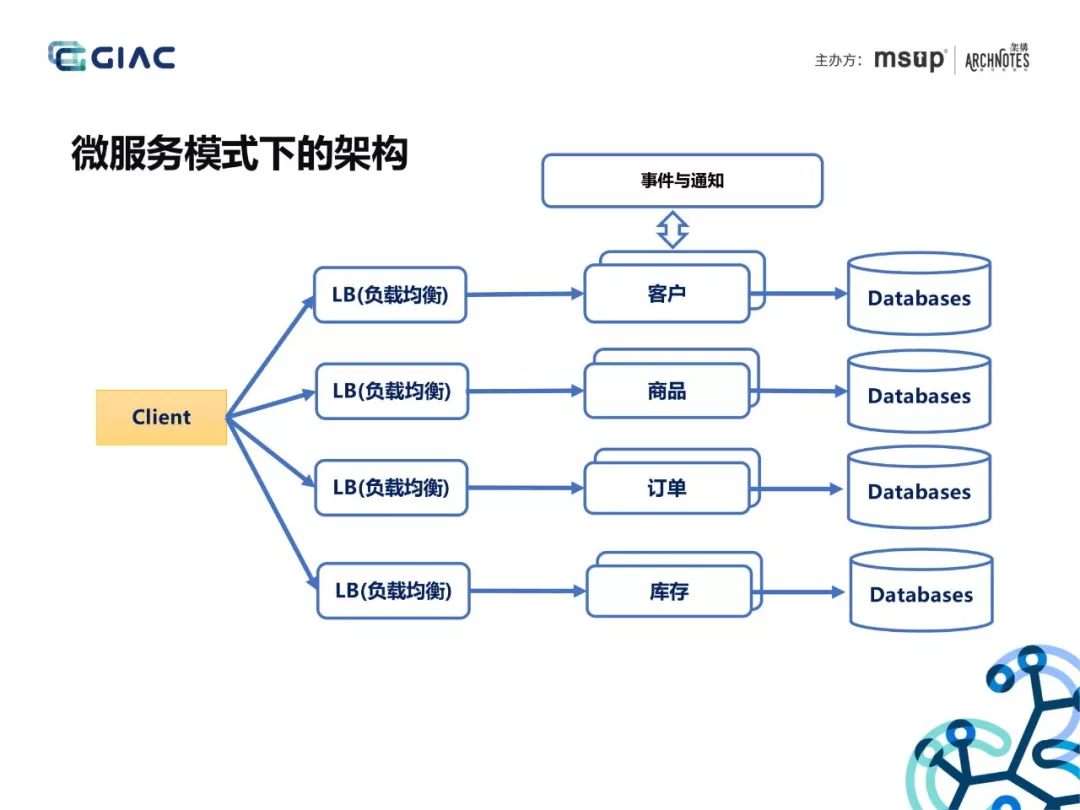 GIAC
主办方：
msup
架構
ARCHNOTES
微服务模式下的架构
事件与通知
LB(负载均衡)
客户
Databases
LB(负载均衡)
商品
Databases
Client
LB(负载均衡)
订单
Databases
LB(负载均衡)
库存
Databases